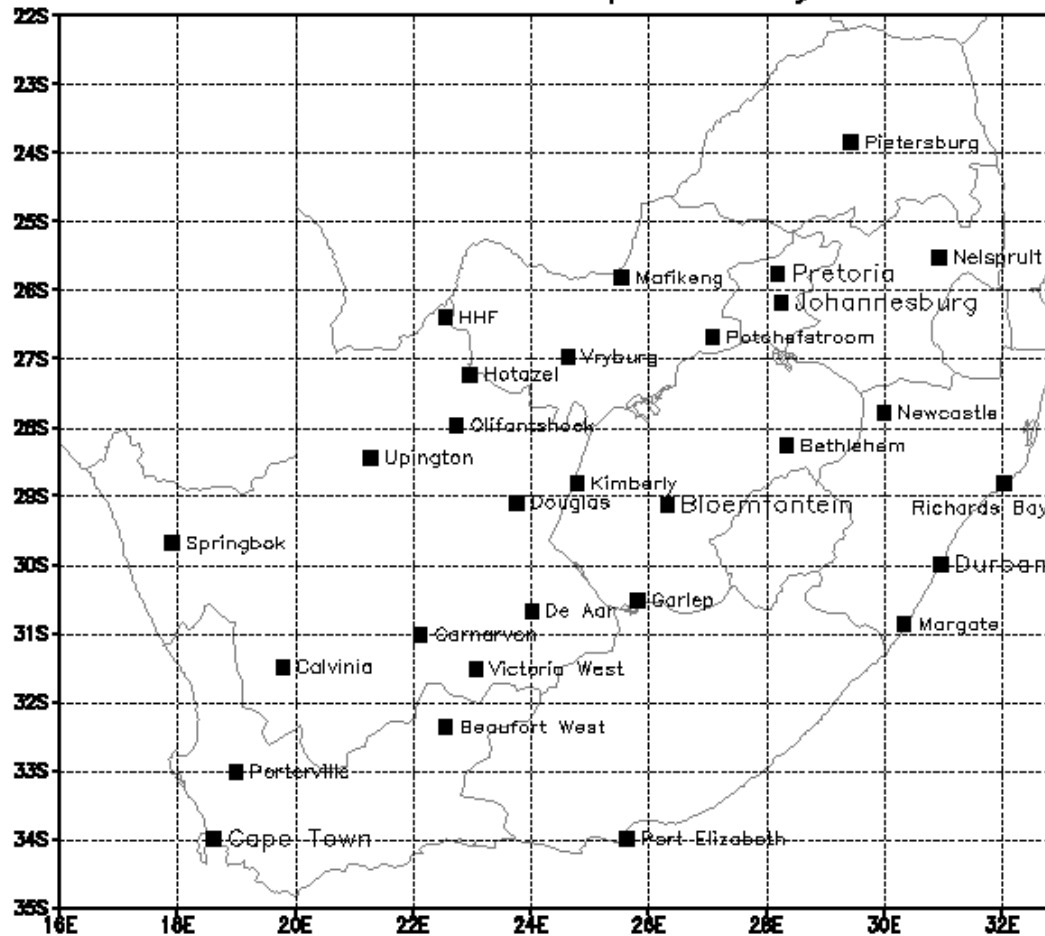 22S
23S
Pietersburg
24S
25S
Nelspruit
Pretoria
Mafikeng
26S
Johannesburg
HHF
Potchefstroom
27S
Vryburg
Hotazel
Newcastle
28S
Olifantshoek
Bethlehem
Upington
Kimberly
29S
Douglas
Bloemfontein
Richards Bay
Springbok
30S
Durban
Gariep
De Aar
Margate
31S
Carnarvon
Calvinia
Victoria West
32S
Beaufort West
33S
Porterville
34S
Cape Town
Port Elizabeth
35S
16E 18E 20E 22E 24E 26E 28E 30E 32E